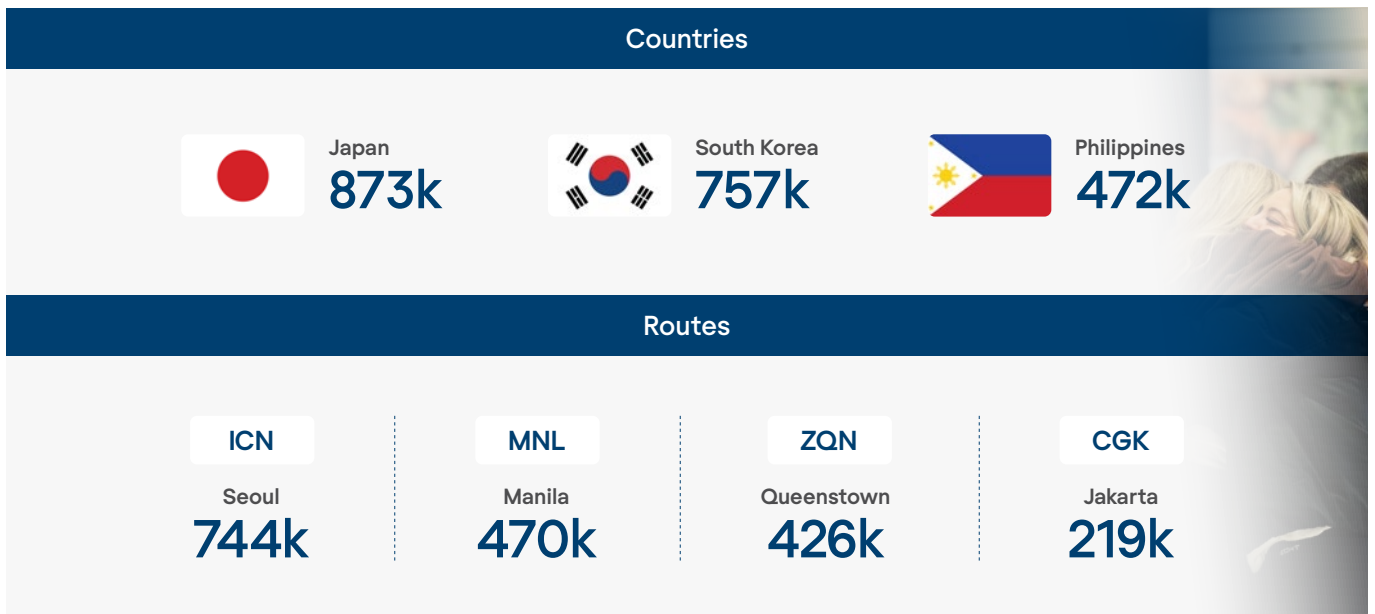 Countries
Japan
873k
South Korea
757k
Philippines
472k
Routes
ICN
Seoul
744k
MNL
Manila
470k
ZQN
Queenstown
426k
CGK
Jakarta
219k